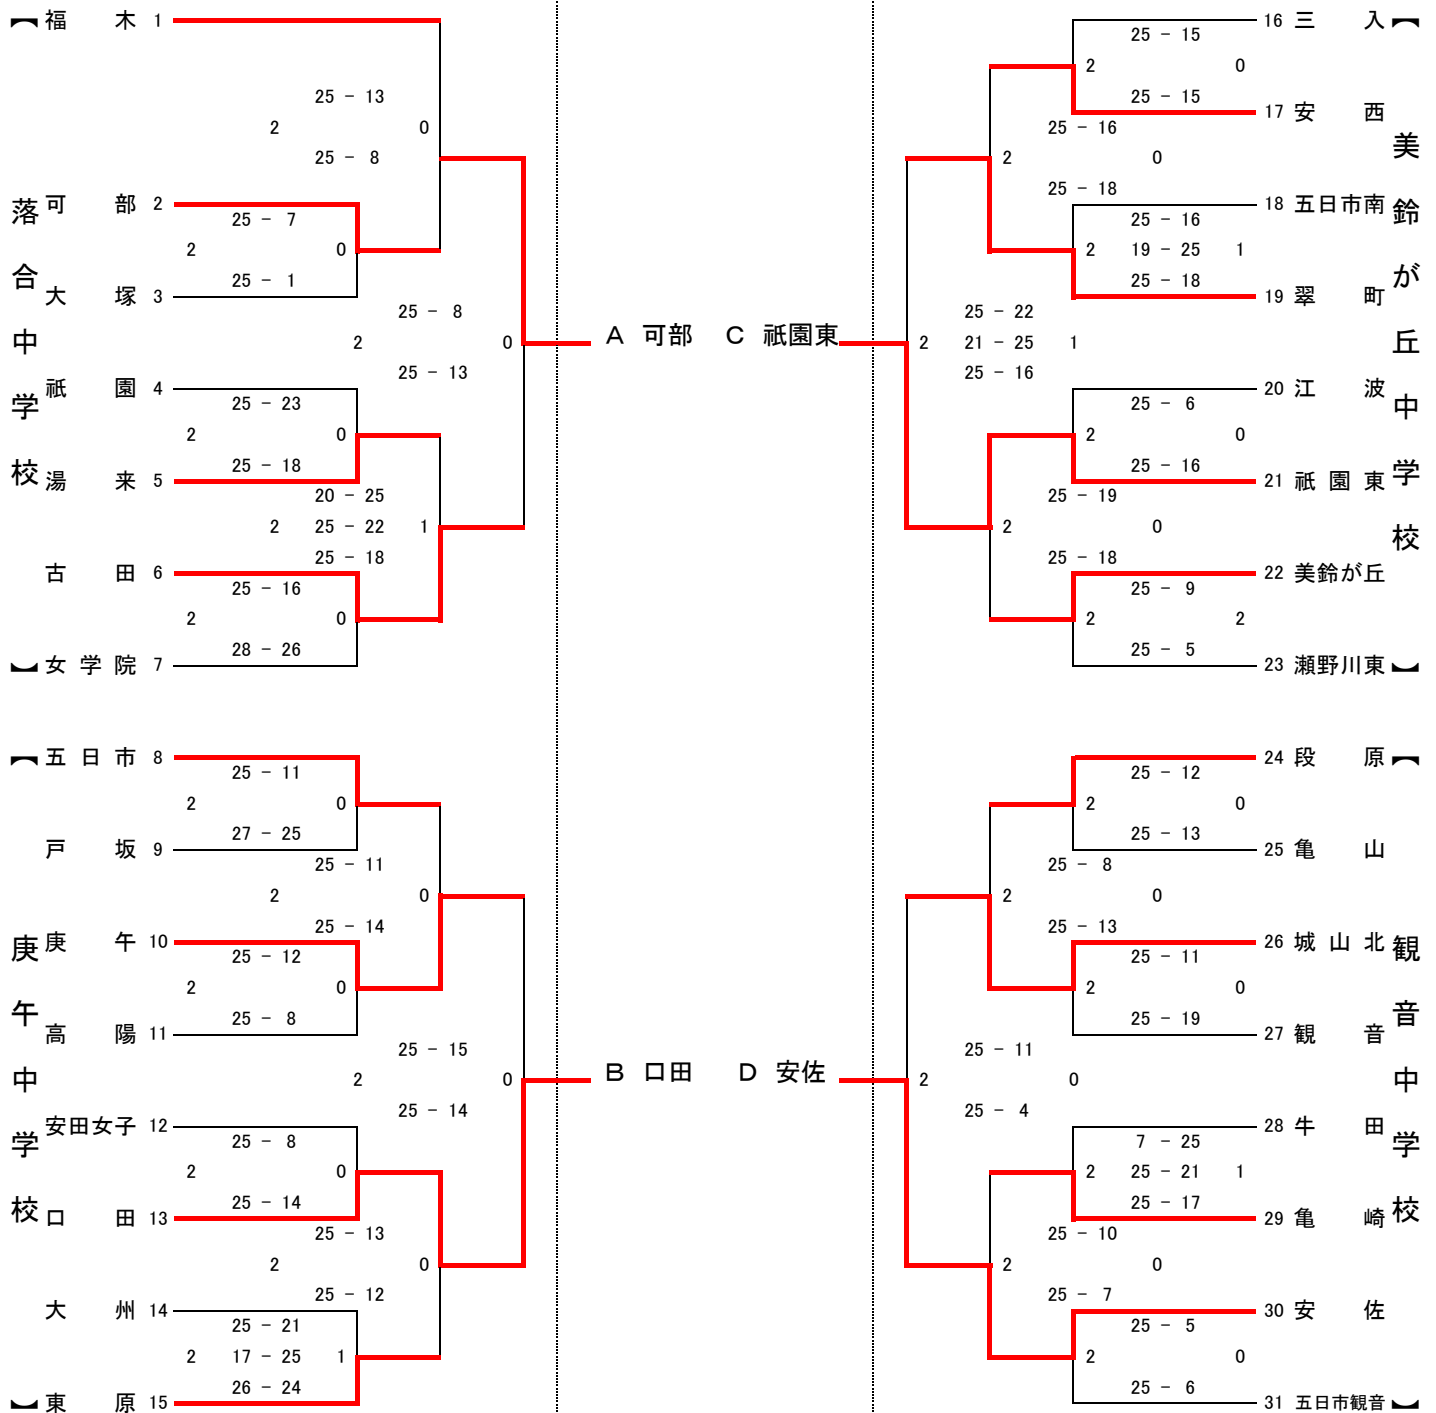 落合中学校
【 福木 1
25 - 13
2 0
25 - 8
可部 2
25 - 7
2 0
25 - 1
大塚 3
25 - 8
2 0
25 - 13
祇園 4
25 - 23
2 0
25 - 18
湯来 5
20 - 25
2 25 - 22 1
25 - 18
古田 6
25 - 16
2 0
28 - 26
】 女学院 7
A 可部
庚午中学校
【 五日市 8
25 - 11
2 0
27 - 25
戸坂 9
25 - 11
2 0
25 - 14
庚午 10
25 - 12
2 0
25 - 8
高陽 11
25 - 15
2 0
25 - 14
安田女子 12
25 - 8
2 0
25 - 14
口田 13
25 - 13
2 0
25 - 12
大州 14
25 - 21
2 17 - 25 1
26 - 24
】 東原 15
B 口田
C 祇園東
美鈴が丘中学校
16 三入 【
25 - 15
2 0
25 - 15
17 安西
25 - 16
2 0
25 - 18
18 五日市南
25 - 16
2 19 - 25 1
25 - 18
19 翠町
25 - 22
2 21 - 25 1
25 - 16
20 江波
25 - 6
2 0
25 - 16
21 祇園東
25 - 19
2 0
25 - 18
22 美鈴が丘
25 - 9
2 2
25 - 5
23 瀬野川東 】
D 安佐
観音中学校
24 段原 【
25 - 12
2 0
25 - 13
25 亀山
25 - 8
2 0
25 - 13
26 城山北
25 - 11
2 0
25 - 19
27 観音
25 - 11
2 0
25 - 4
28 牛田
7 - 25
2 25 - 21 1
25 - 17
29 亀崎
25 - 10
2 0
25 - 7
30 安佐
25 - 5
2 0
25 - 6
31 五日市観音 】